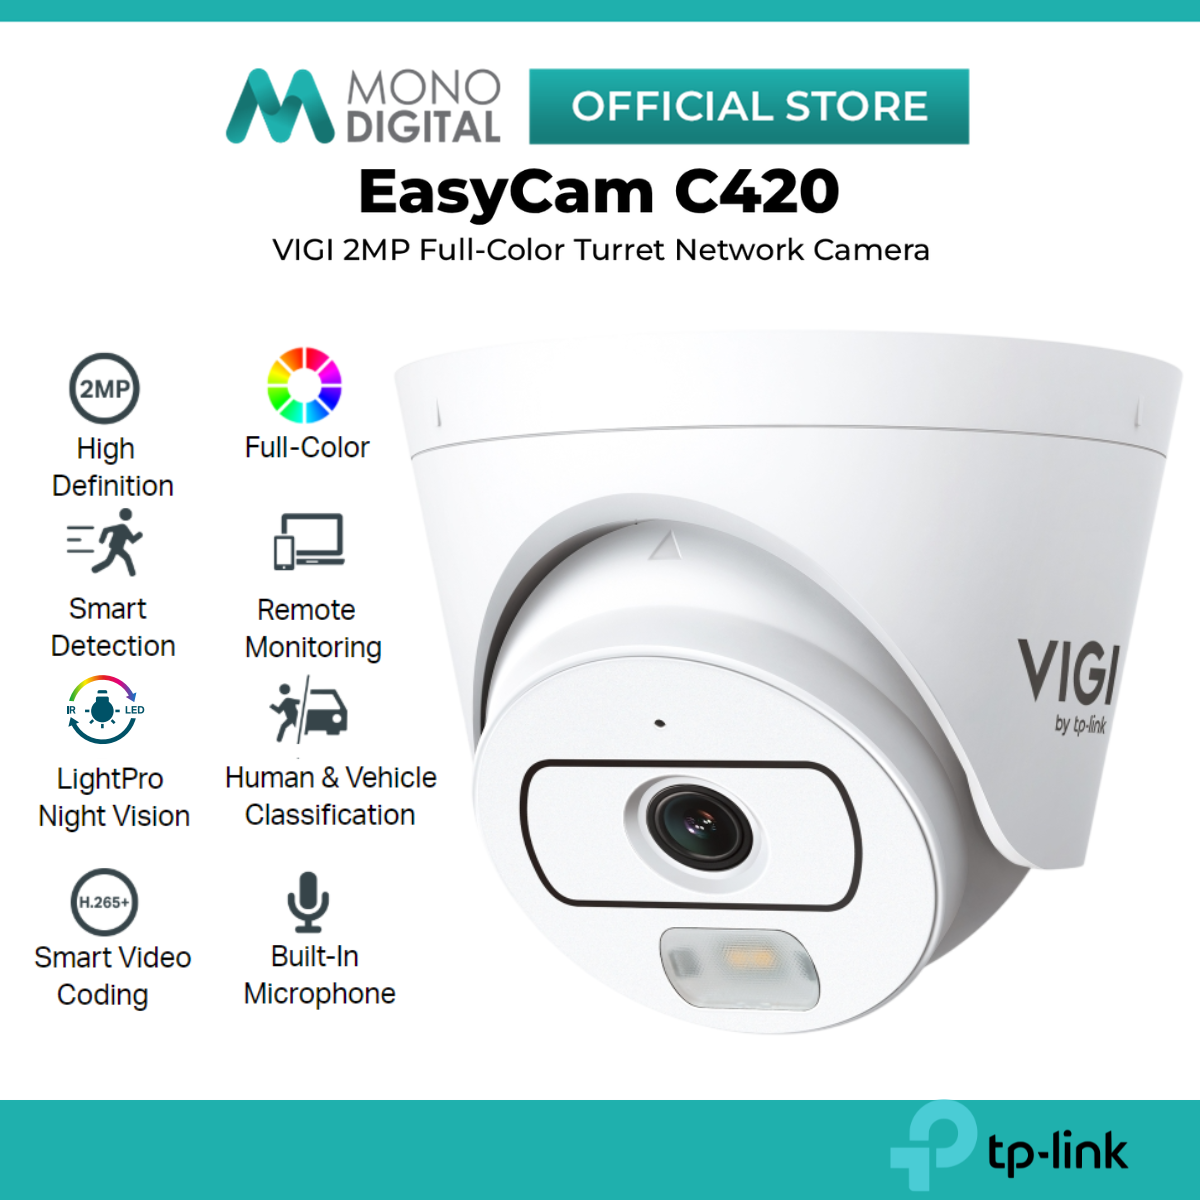 MONO
DIGITAL
OFFICIAL STORE
EasyCam C420
VIGI 2MP Full-Color Turret Network Camera
2MP
High
Definition
Full-Color
Smart
Detection
Remote
Monitoring
IR
LED
LightPro
Night Vision
Human & Vehicle
Classification
H.265+
Smart Video
Coding
Built-In
Microphone
VIGI
by tp-link
tp-link